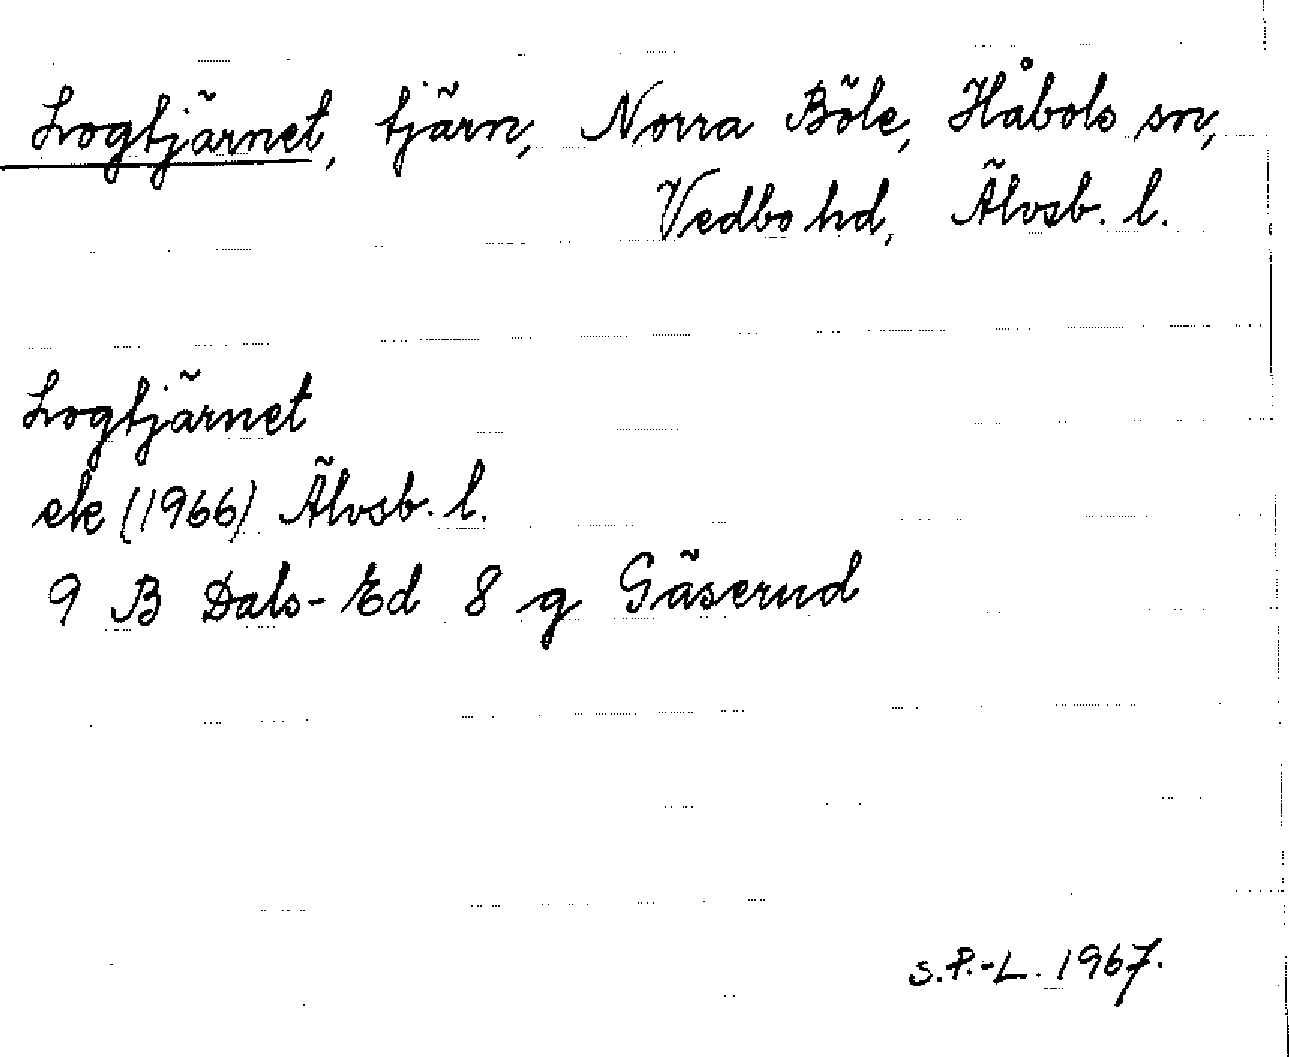 Logtjärnet, tjärn, Norra Böle, Håbols sn,
Vedbo hd, Älvsb. l.
Logtjärnet
ek (1966) Älvsb. l.
9 B Dals-Ed 8 g Gäserud
S.P.-L. 1967.